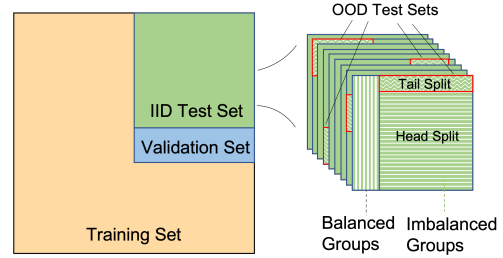 OOD Test Sets
IID Test Set
Tail Split
Validation Set
Head Split
Training Set
Balanced
Groups
Imbalanced
Groups